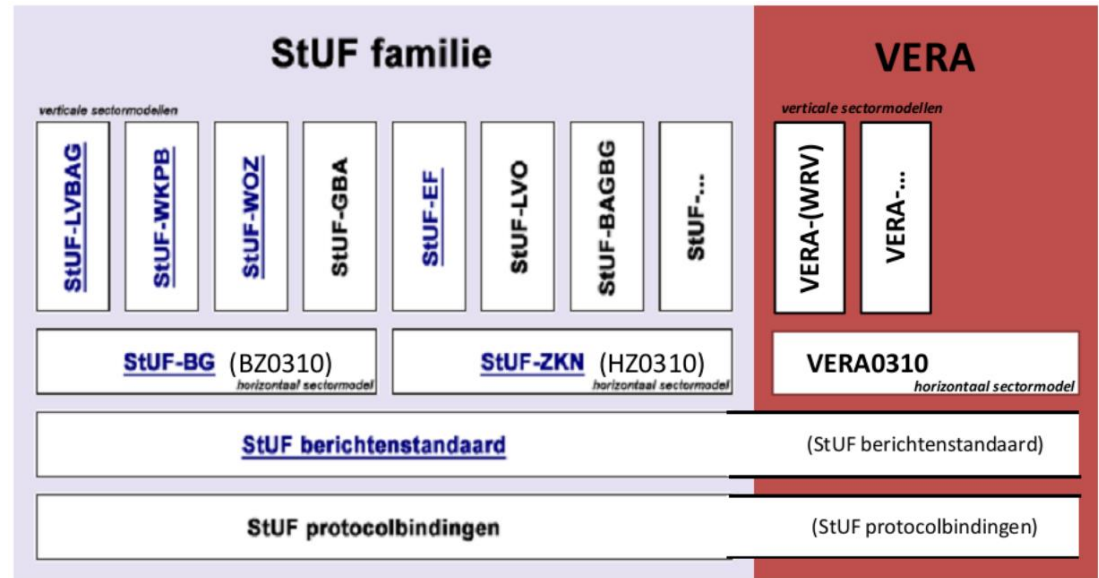 StUF familie
VERA
verticale sectormodellen
verticale sectormodellen
StUF-LVBAG
StUF-WKPB
StUF-WOZ
StUF-GBA
StUF-EF
StUF-LVO
StUF-BAGBG
StUF-...
VERA-(WRV)
VERA-...
StUF-BG (BZ0310)
horizontaal sectormodel
StUF-ZKN (HZ0310)
horizontaal sectormodel
VERA0310
horizontaal sectormodel
StUF berichtenstandaard
(StUF berichtenstandaard)
StUF protocolbindingen
(StUF protocolbindingen)